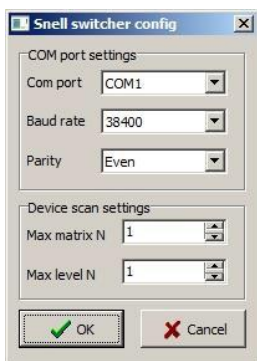 Snell switcher config
COM port settings
Com port COM1
Baud rate 38400
Parity Even
Device scan settings
Max matrix N 1
Max level N 1
OK Cancel